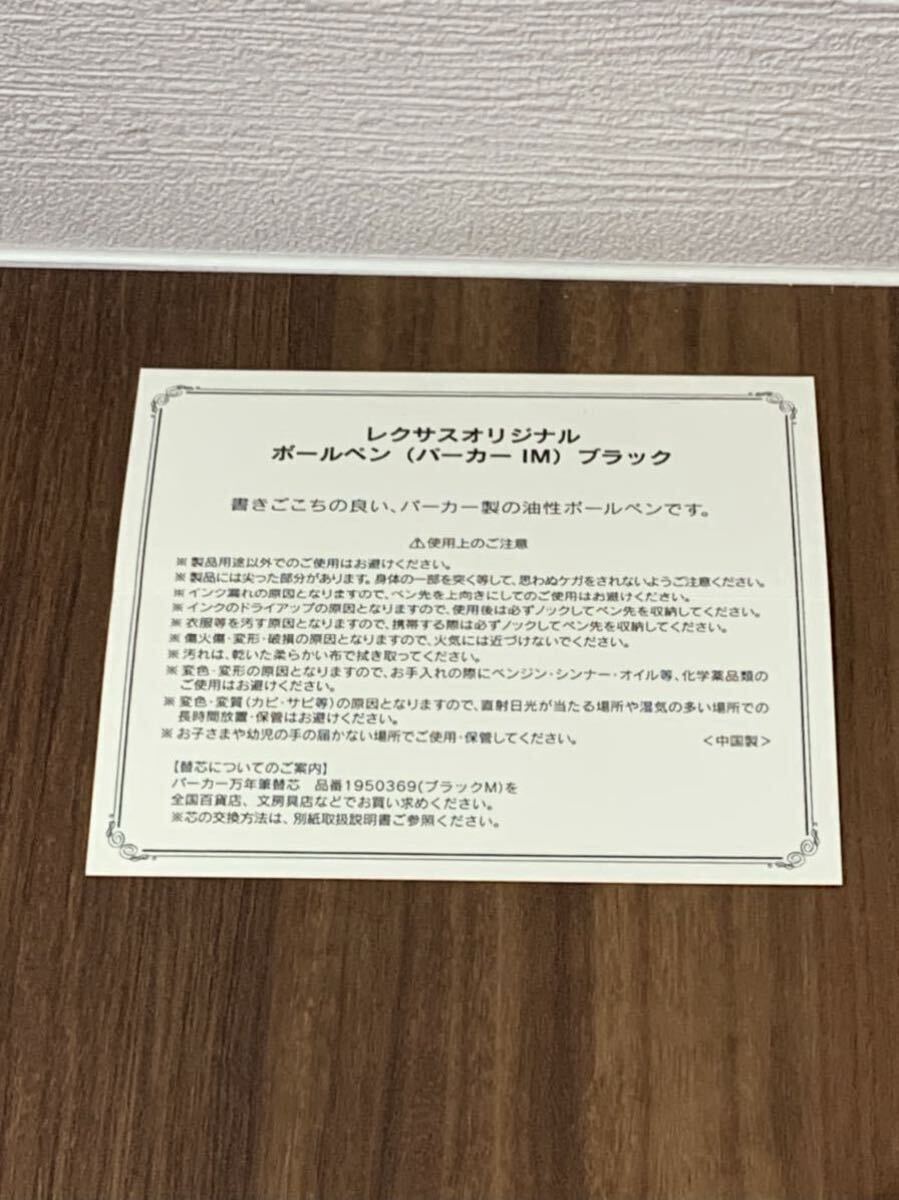 レクサスオリジナル
ボールペン（パーカー IM）ブラック
書きごこちの良い、パーカー製の油性ボールペンです。
⚠使用上のご注意
※製品用途以外でのご使用はお避けください。
※製品には尖った部分があります。身体の一部を突く等して、思わぬケガをされないようご注意ください。
※インク漏れの原因となりますので、ペン先を上向きにしてのご使用はお避けください。
※インクのドライアップの原因となりますので、使用後は必ずノックしてペン先を収納してください。
※衣服等を汚す原因となりますので、携帯する際は必ずノックしてペン先を収納してください。
※傷火傷・変形・破損の原因となりますので、火気には近づけないでください。
※汚れは、乾いた柔らかい布で拭き取ってください。
※変色・変形の原因となりますので、お手入れの際にベンジン・シンナー・オイル等、化学薬品類の
ご使用はお避けください。
※変色・変質（カビ・サビ等）の原因となりますので、直射日光が当たる場所や湿気の多い場所での
長時間放置・保管はお避けください。
※お子さまや幼児の手の届かない場所でご使用・保管してください。 ＜中国製＞
【替芯についてのご案内】
パーカー万年筆替芯 品番1950369(ブラックM)を
全国百貨店、文房具店などでお買い求めください。
※芯の交換方法は、別紙取扱説明書ご参照ください。